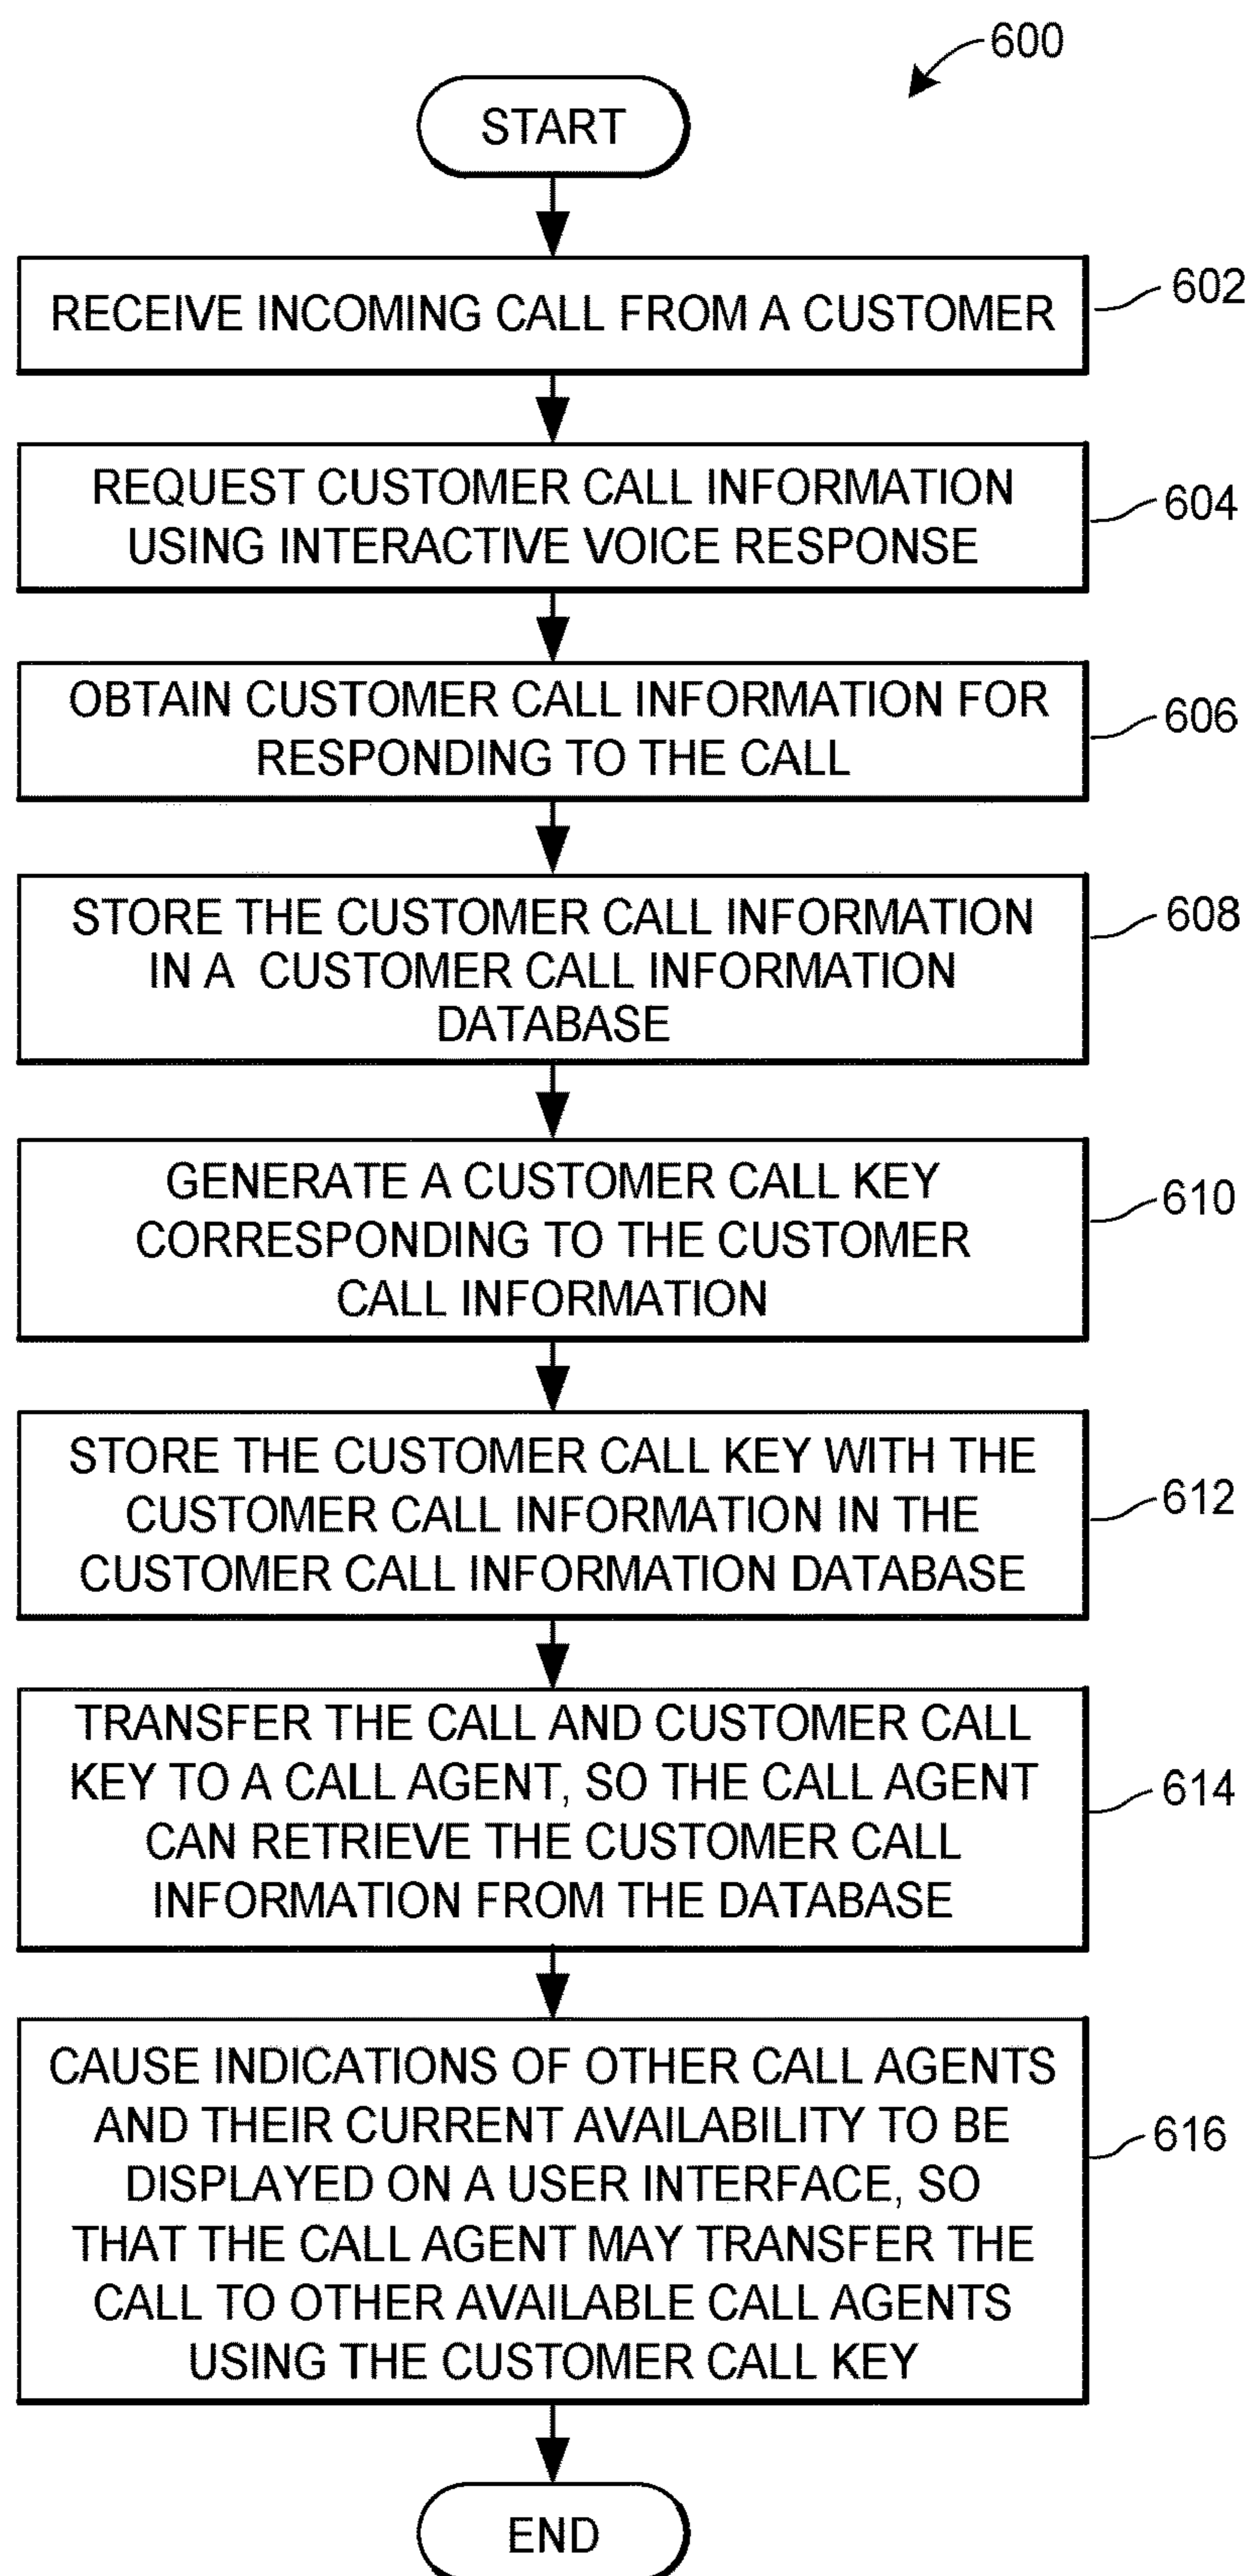 600
START
RECEIVE INCOMING CALL FROM A CUSTOMER
602
REQUEST CUSTOMER CALL INFORMATION
USING INTERACTIVE VOICE RESPONSE
604
OBTAIN CUSTOMER CALL INFORMATION FOR
RESPONDING TO THE CALL
606
STORE THE CUSTOMER CALL INFORMATION
IN A CUSTOMER CALL INFORMATION
DATABASE
608
GENERATE A CUSTOMER CALL KEY
CORRESPONDING TO THE CUSTOMER
CALL INFORMATION
610
STORE THE CUSTOMER CALL KEY WITH THE
CUSTOMER CALL INFORMATION IN THE
CUSTOMER CALL INFORMATION DATABASE
612
TRANSFER THE CALL AND CUSTOMER CALL
KEY TO A CALL AGENT, SO THE CALL AGENT
CAN RETRIEVE THE CUSTOMER CALL
INFORMATION FROM THE DATABASE
614
CAUSE INDICATIONS OF OTHER CALL AGENTS
AND THEIR CURRENT AVAILABILITY TO BE
DISPLAYED ON A USER INTERFACE, SO
THAT THE CALL AGENT MAY TRANSFER THE
CALL TO OTHER AVAILABLE CALL AGENTS
USING THE CUSTOMER CALL KEY
616
END